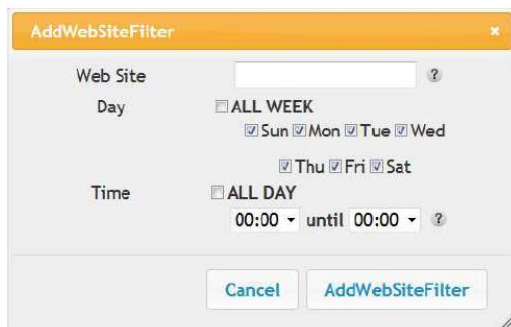 AddWebSiteFilter
Web Site ?
Day ALL WEEK
Sun Mon Tue Wed
Thu Fri Sat
Time ALL DAY
00:00 until 00:00 ?
Cancel AddWebSiteFilter